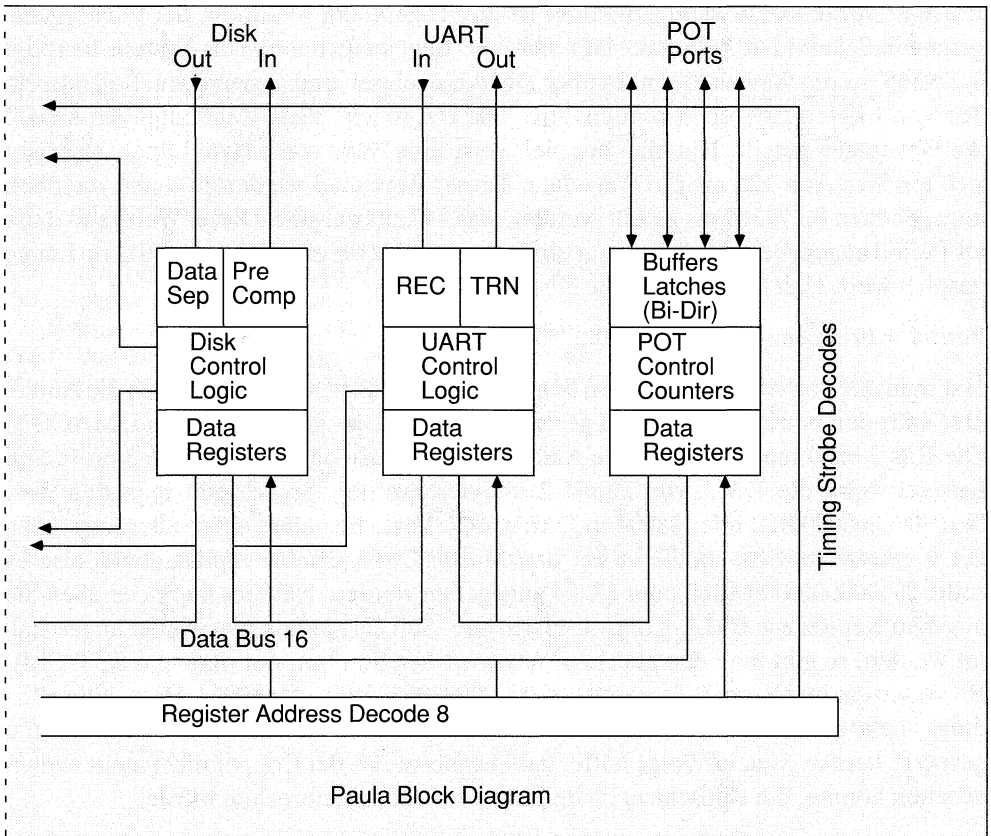 Disk UART POT
Out In In Out Ports
Data Sep
Pre Comp
REC TRN
Buffers
Latches
(Bi-Dir)
Disk
Control
Logic
UART
Control
Logic
POT
Control
Counters
Data
Registers
Data
Registers
Data
Registers
Timing Strobe Decodes
Data Bus 16
Register Address Decode 8
Paula Block Diagram